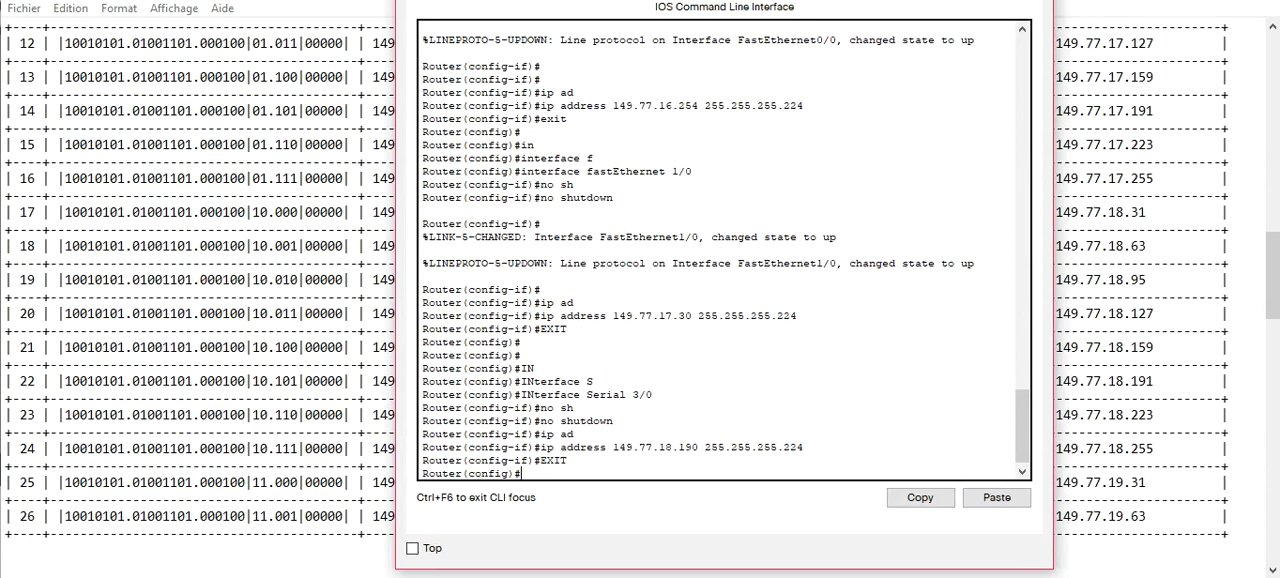 Fichier Edition Format Aide
IOS Command Line Interface
+----+-----------------------------------+----
| 12 | |10010101.01001101.000100|01.011|00000| | 149
149.77.17.127 |
| 13 | |10010101.01001101.000100|01.100|00000| | 149
149.77.17.159 |
| 14 | |10010101.01001101.000100|01.101|00000| | 149
149.77.17.191 |
| 15 | |10010101.01001101.000100|01.110|00000| | 149
149.77.17.223 |
| 16 | |10010101.01001101.000100|01.111|00000| | 149
149.77.17.255 |
| 17 | |10010101.01001101.000100|10.000|00000| | 149
149.77.18.31 |
| 18 | |10010101.01001101.000100|10.001|00000| | 149
149.77.18.63 |
| 19 | |10010101.01001101.000100|10.010|00000| | 149
149.77.18.95 |
| 20 | |10010101.01001101.000100|10.011|00000| | 149
149.77.18.127 |
| 21 | |10010101.01001101.000100|10.100|00000| | 149
149.77.18.159 |
| 22 | |10010101.01001101.000100|10.101|00000| | 149
149.77.18.191 |
| 23 | |10010101.01001101.000100|10.110|00000| | 149
149.77.18.223 |
| 24 | |10010101.01001101.000100|10.111|00000| | 149
149.77.18.255 |
| 25 | |10010101.01001101.000100|11.000|00000| | 149
149.77.19.31 |
| 26 | |10010101.01001101.000100|11.001|00000| | 149
149.77.19.63 |
%LINEPROTO-5-UPDOWN: Line protocol on Interface FastEthernet0/0, changed state to up
Router(config-if)#
Router(config-if)#
Router(config-if)#ip ad
Router(config-if)#ip address 149.77.16.254 255.255.255.224
Router(config-if)#exit
Router(config)#
Router(config)#in
Router(config)#interface f
Router(config)#interface fastEthernet 1/0
Router(config-if)#no sh
Router(config-if)#no shutdown
Router(config-if)#
%LINK-5-CHANGED: Interface FastEthernet1/0, changed state to up
%LINEPROTO-5-UPDOWN: Line protocol on Interface FastEthernet1/0, changed state to up
Router(config-if)#
Router(config-if)#ip ad
Router(config-if)#ip address 149.77.17.30 255.255.255.224
Router(config-if)#EXIT
Router(config)#
Router(config)#
Router(config)#IN
Router(config)#INterface S
Router(config)#INterface Serial 3/0
Router(config-if)#no sh
Router(config-if)#no shutdown
Router(config-if)#ip ad
Router(config-if)#ip address 149.77.18.190 255.255.255.224
Router(config-if)#EXIT
Router(config)#
Ctrl+F6 to exit CLI focus
Copy
Paste
Top